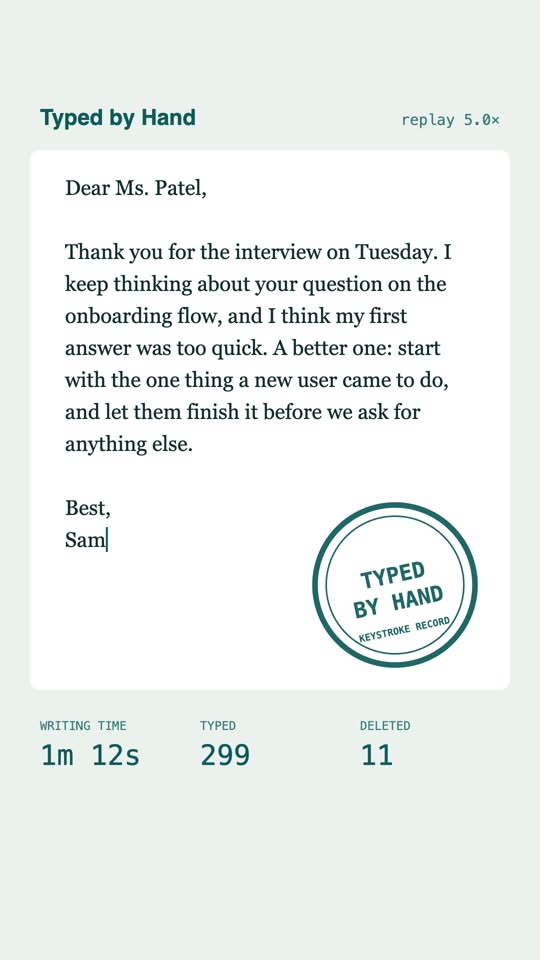 Typed by Hand
replay 5.0×
Dear Ms. Patel,
Thank you for the interview on Tuesday. I
keep thinking about your question on the
onboarding flow, and I think my first
answer was too quick. A better one: start
with the one thing a new user came to do,
and let them finish it before we ask for
anything else.
Best,
Sam
TYPED
BY HAND
KEYSTROKE RECORD
WRITING TIME
1m 12s
TYPED
299
DELETED
11